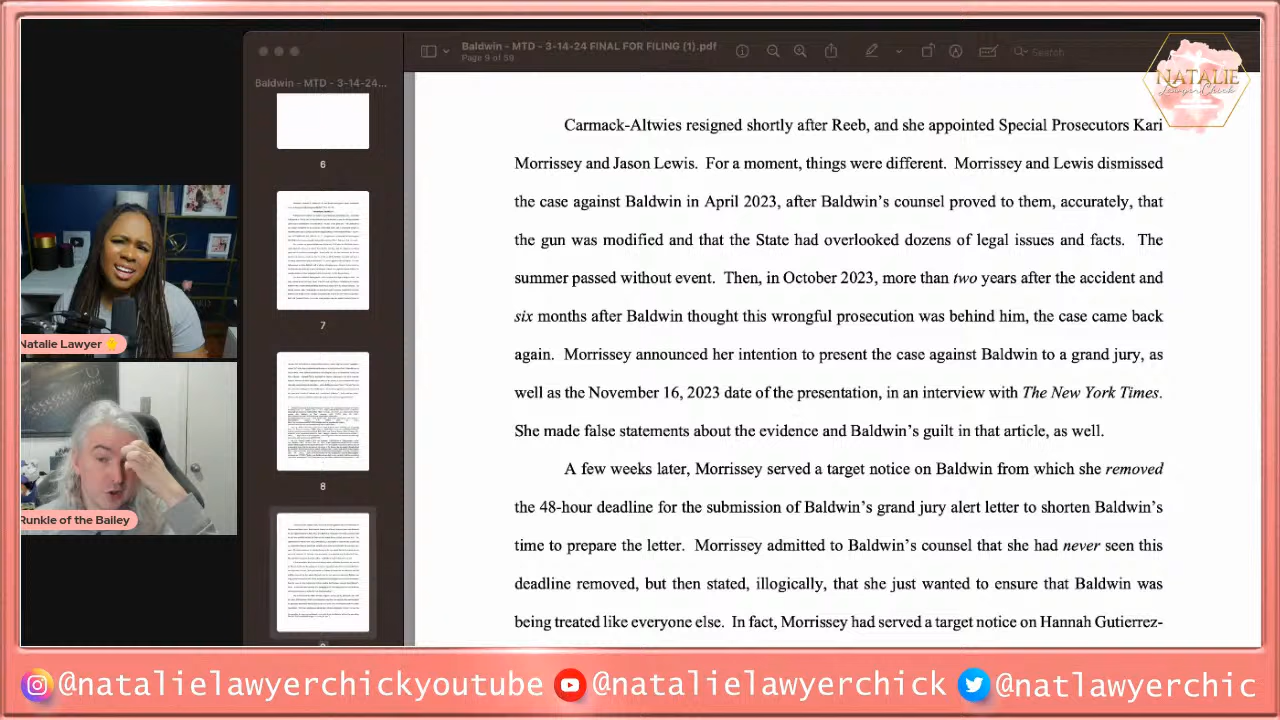 Baldwin - MTD - 3-14-24 FINAL FOR FILING (1).pdf
Page 9 of 59
Search
NATALIE
LawyerChick
Baldwin - MTD - 3-14-24...
6
7
8
Carmack-Altwies resigned shortly after Reeb, and she appointed Special Prosecutors Kari
Morrissey and Jason Lewis. For a moment, things were different. Morrissey and Lewis dismissed
the case against Baldwin in April 2023 after Baldwin's counsel proved to them, accurately, that
the gun was modified and that Reeb had overlooked dozens of legal issues and facts. The
summer passed without event. But in mid October 2023, more than two years after the accident and
six months after Baldwin thought this wrongful prosecution was behind him, the case came back
again. Morrissey announced her intention to present the case against Baldwin to a grand jury, as
well as the November 16, 2023 date of the presentation, in an interview with The New York Times.
She made false statements about the case and Baldwin's guilt in the process as well.
A few weeks later, Morrissey served a target notice on Baldwin from which she removed
the 48-hour deadline for the submission of Baldwin's grand jury alert letter to shorten Baldwin's
time to prepare the letter. Morrissey claimed to Baldwin's counsel that she had never seen this
deadline before, but then said, illogically, that she just wanted to ensure that Baldwin was
being treated like everyone else. In fact, Morrissey had served a target notice on Hannah Gutierrez-
Natalie Lawyer
Runkle of the Bailey
@natalielawyerchickyoutube
@natalielawyerchick
@natlawyerchic